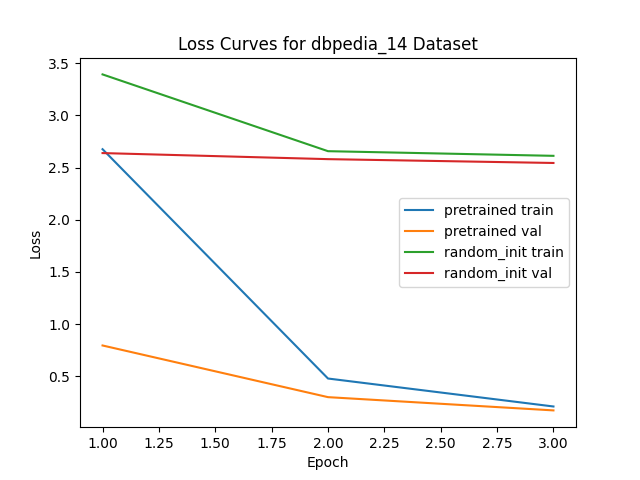 Loss Curves for dbpedia_14 Dataset
3.5
3.0
2.5
2.0
1.5
1.0
0.5
Loss
pretrained train
pretrained val
random_init train
random_init val
1.00 1.25 1.50 1.75 2.00 2.25 2.50 2.75 3.00
Epoch